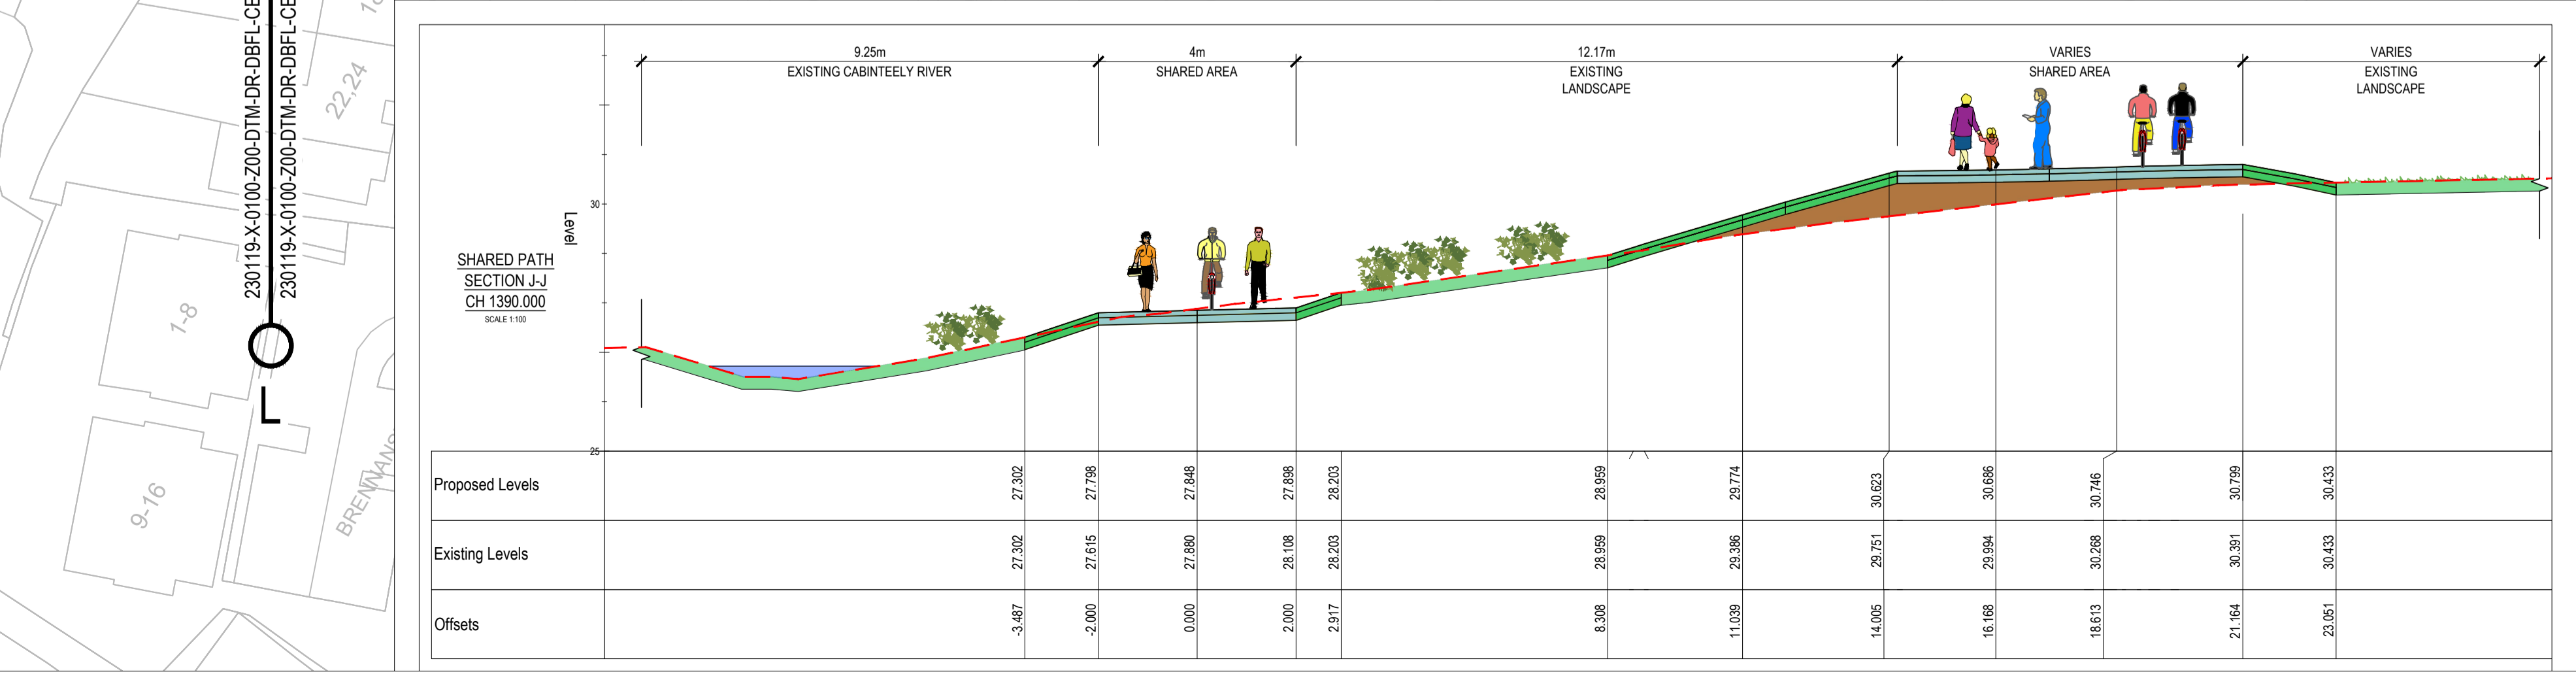 230119-X-0100-Z00-DTM-DR-DBFL-CE
230119-X-0100-Z00-DTM-DR-DBFL-CE
22,24
1-8
L
9-16
BRENNANS
9.25m
EXISTING CABINTEELY RIVER
4m
SHARED AREA
12.17m
EXISTING
LANDSCAPE
VARIES
SHARED AREA
VARIES
EXISTING
LANDSCAPE
Level
30
25
SHARED PATH
SECTION J-J
CH 1390.000
SCALE 1:100
Proposed Levels 27.302 27.798 27.848 27.898 28.203 28.959 29.774 30.623 30.686 30.746 30.799 30.433
Existing Levels 27.302 27.615 27.880 28.108 28.203 28.959 29.386 29.751 29.994 30.268 30.391 30.433
Offsets -3.487 -2.000 0.000 2.000 2.917 8.308 11.039 14.005 16.168 18.613 21.164 23.051